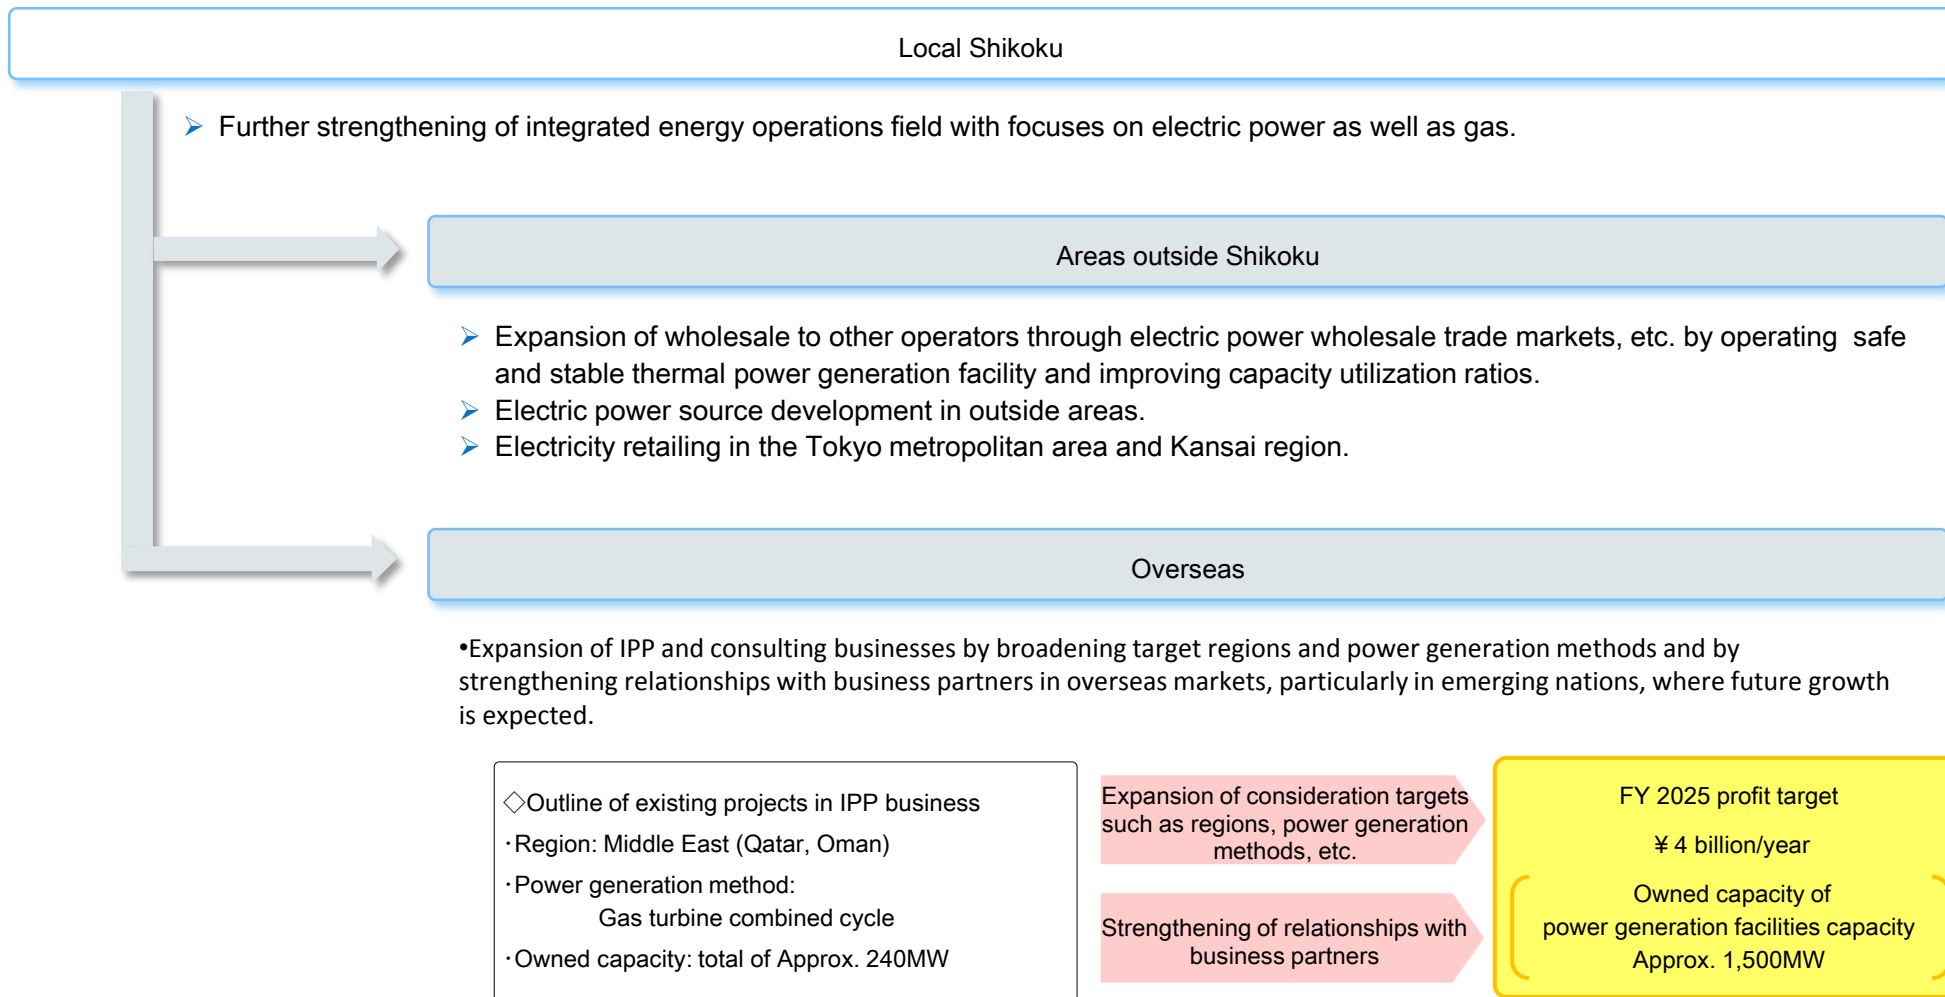 Local Shikoku
➢ Further strengthening of integrated energy operations field with focuses on electric power as well as gas.
Areas outside Shikoku
➢ Expansion of wholesale to other operators through electric power wholesale trade markets, etc. by operating safe
and stable thermal power generation facility and improving capacity utilization ratios.
➢ Electric power source development in outside areas.
➢ Electricity retailing in the Tokyo metropolitan area and Kansai region.
Overseas
•Expansion of IPP and consulting businesses by broadening target regions and power generation methods and by
strengthening relationships with business partners in overseas markets, particularly in emerging nations, where future growth
is expected.
◇Outline of existing projects in IPP business
・Region: Middle East (Qatar, Oman)
・Power generation method:
Gas turbine combined cycle
・Owned capacity: total of Approx. 240MW
Expansion of consideration targets
such as regions, power generation
methods, etc.
Strengthening of relationships with
business partners
FY 2025 profit target
¥ 4 billion/year
Owned capacity of
power generation facilities capacity
Approx. 1,500MW